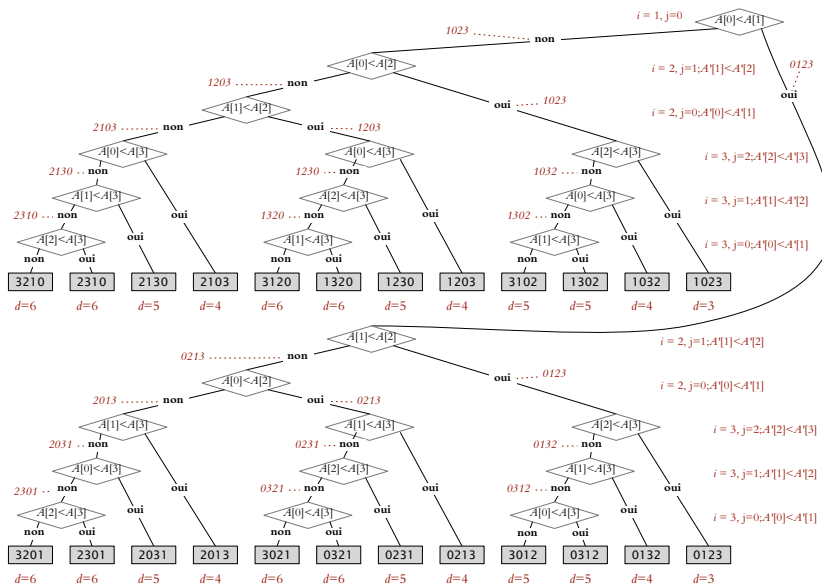 i = 1, j=0
A[0]<A[1]
1023
non
A[0]<A[2]
i = 2, j=1;A'[1]<A'[2]
0123
oui
1203
non
A[1]<A[2]
oui
1023
i = 2, j=0;A'[0]<A'[1]
2103
non
oui
1203
A[0]<A[3]
A[0]<A[3]
A[2]<A[3]
i = 3, j=2;A'[2]<A'[3]
2130
non
1230
non
1032
non
A[1]<A[3]
A[2]<A[3]
A[0]<A[3]
i = 3, j=1;A'[1]<A'[2]
2310
non
oui
1320
non
oui
1302
non
oui
A[2]<A[3]
oui
A[1]<A[3]
oui
A[1]<A[3]
oui
i = 3, j=0;A'[0]<A'[1]
non
oui
non
oui
non
oui
3210
2310
2130
2103
3120
1320
1230
1203
3102
1302
1032
1023
d=6
d=6
d=5
d=4
d=6
d=6
d=5
d=4
d=5
d=5
d=4
d=3
A[1]<A[2]
i = 2, j=1;A'[1]<A'[2]
0213
non
A[0]<A[2]
oui
0123
i = 2, j=0;A'[0]<A'[1]
2013
non
oui
0213
A[1]<A[3]
A[1]<A[3]
A[2]<A[3]
i = 3, j=2;A'[2]<A'[3]
2031
non
0231
non
0132
non
A[0]<A[3]
A[2]<A[3]
A[1]<A[3]
i = 3, j=1;A'[1]<A'[2]
2301
non
oui
0321
non
oui
0312
non
oui
A[2]<A[3]
oui
A[0]<A[3]
oui
A[0]<A[3]
oui
i = 3, j=0;A'[0]<A'[1]
non
oui
non
oui
non
oui
3201
2301
2031
2013
3021
0321
0231
0213
3012
0312
0132
0123
d=6
d=6
d=5
d=4
d=6
d=6
d=5
d=4
d=5
d=5
d=4
d=3